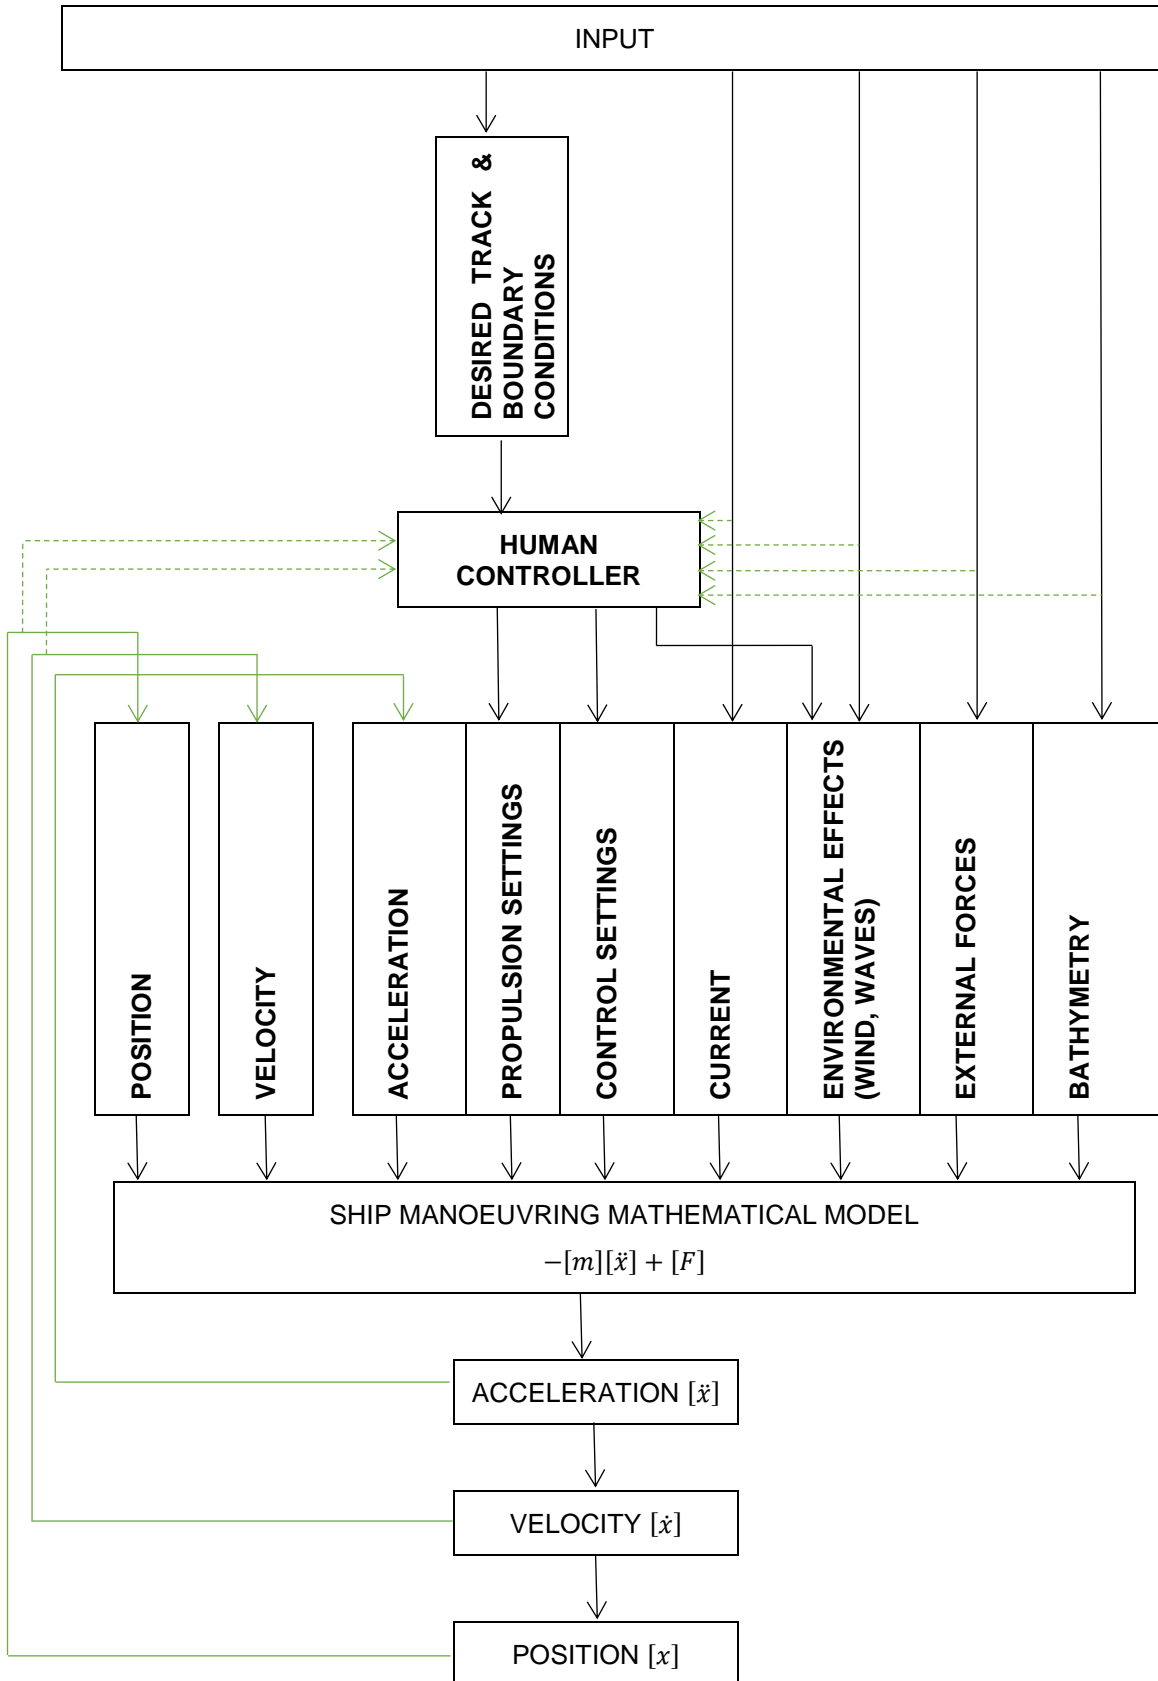 INPUT
DESIRED TRACK &
BOUNDARY
CONDITIONS
HUMAN
CONTROLLER
POSITION
VELOCITY
ACCELERATION
PROPULSION SETTINGS
CONTROL SETTINGS
CURRENT
ENVIRONMENTAL EFFECTS
(WIND, WAVES)
EXTERNAL FORCES
BATHYMETRY
SHIP MANOEUVRING MATHEMATICAL MODEL
−[m][ẍ] + [F]
ACCELERATION [ẍ]
VELOCITY [ẋ]
POSITION [x]